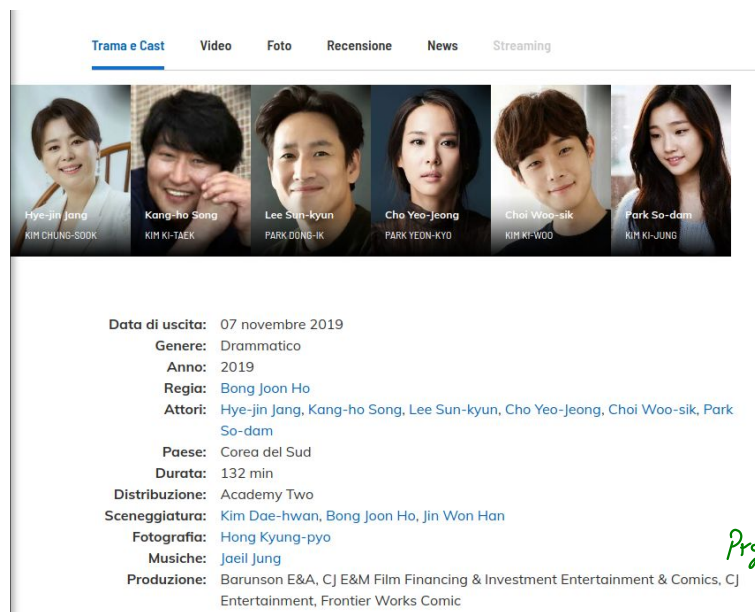 Trama e Cast Video Foto Recensione News Streaming
Hye-jin Jang Kang-ho Song Lee Sun-kyun Cho Yeo-Jeong Choi Woo-sik Park So-dam
KIM CHUNG-SOOK KIM KI-TAEK PARK DONG-IK PARK YEON-KYO KIM KI-WOO KIM KI-JUNG
Data di uscita: 07 novembre 2019
Genere: Drammatico
Anno: 2019
Regia: Bong Joon Ho
Attori: Hye-jin Jang, Kang-ho Song, Lee Sun-kyun, Cho Yeo-Jeong, Choi Woo-sik, Park
So-dam
Paese: Corea del Sud
Durata: 132 min
Distribuzione: Academy Two
Sceneggiatura: Kim Dae-hwan, Bong Joon Ho, Jin Won Han
Fotografia: Hong Kyung-pyo
Musiche: Jaeil Jung
Produzione: Barunson E&A, CJ E&M Film Financing & Investment Entertainment & Comics, CJ
Entertainment, Frontier Works Comic